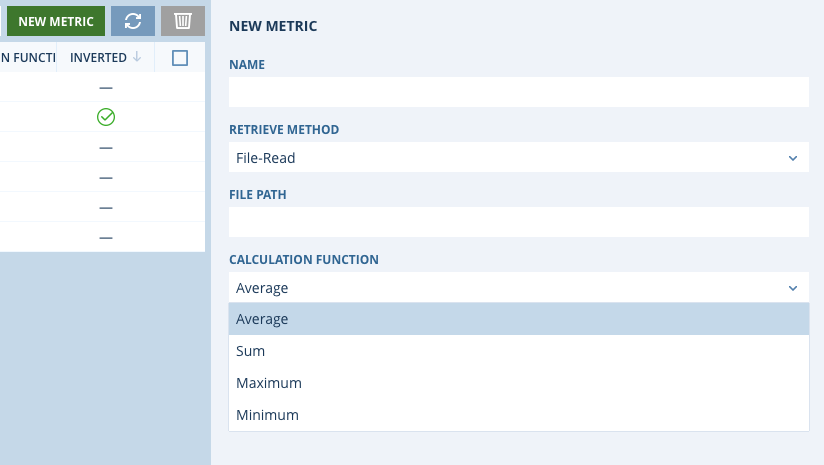 NEW METRIC
N FUNCTI
INVERTED
NEW METRIC
NAME
RETRIEVE METHOD
File-Read
FILE PATH
CALCULATION FUNCTION
Average
Average
Sum
Maximum
Minimum